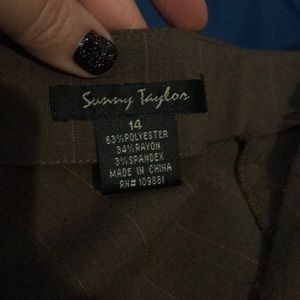 Sunny Taylor
14
63%POLYESTER
34%RAYON
3%SPANDEX
MADE IN CHINA
RN# 109881